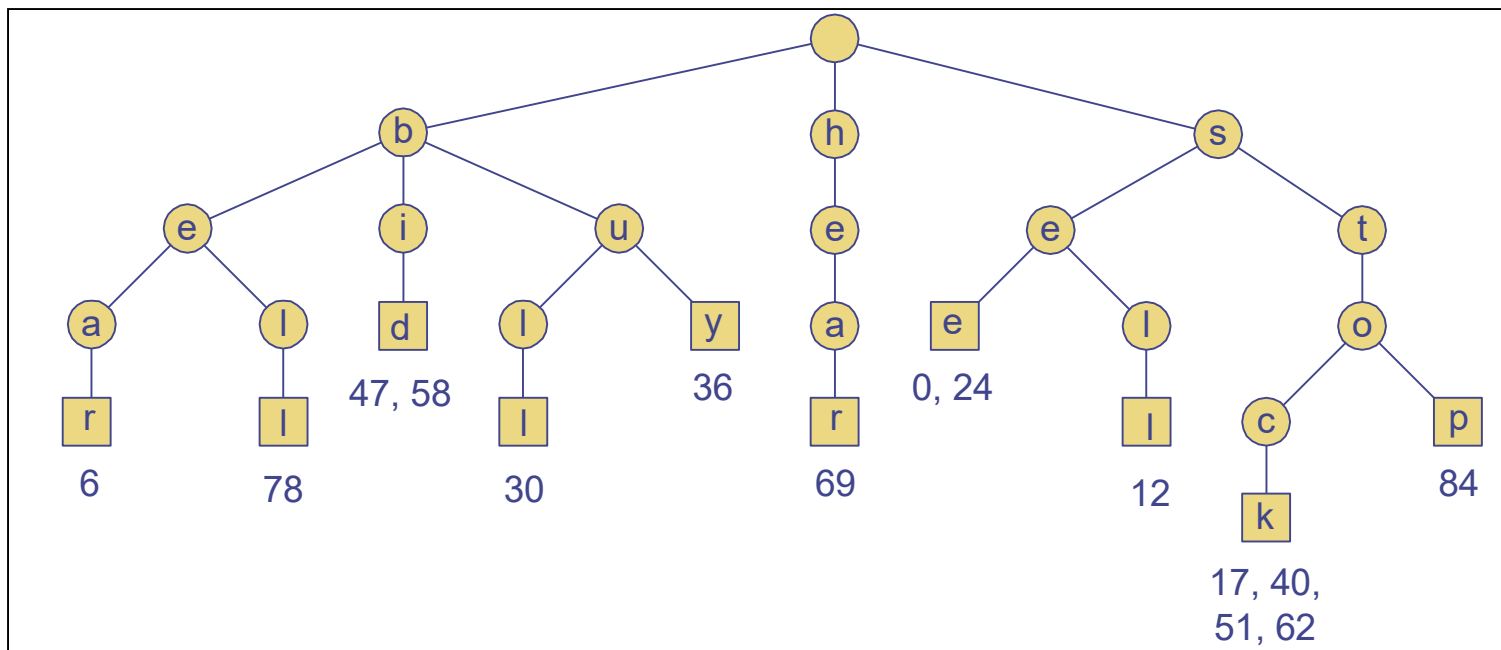 b h s
e i u e e t
a l d l y a e l o
47, 58 36 0, 24
r l l r l c p
6 78 30 69 12 84
k
17, 40,
51, 62